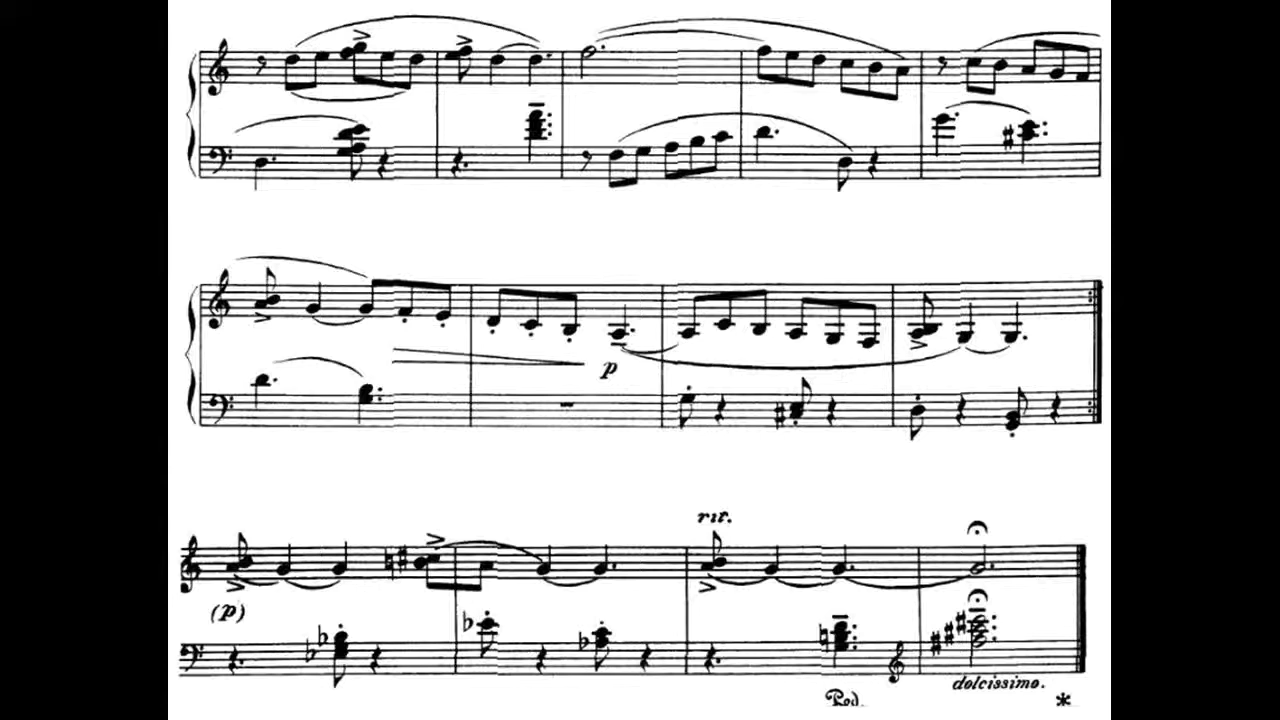 p
rit.
(p)
dolcissimo.
Ped.
*